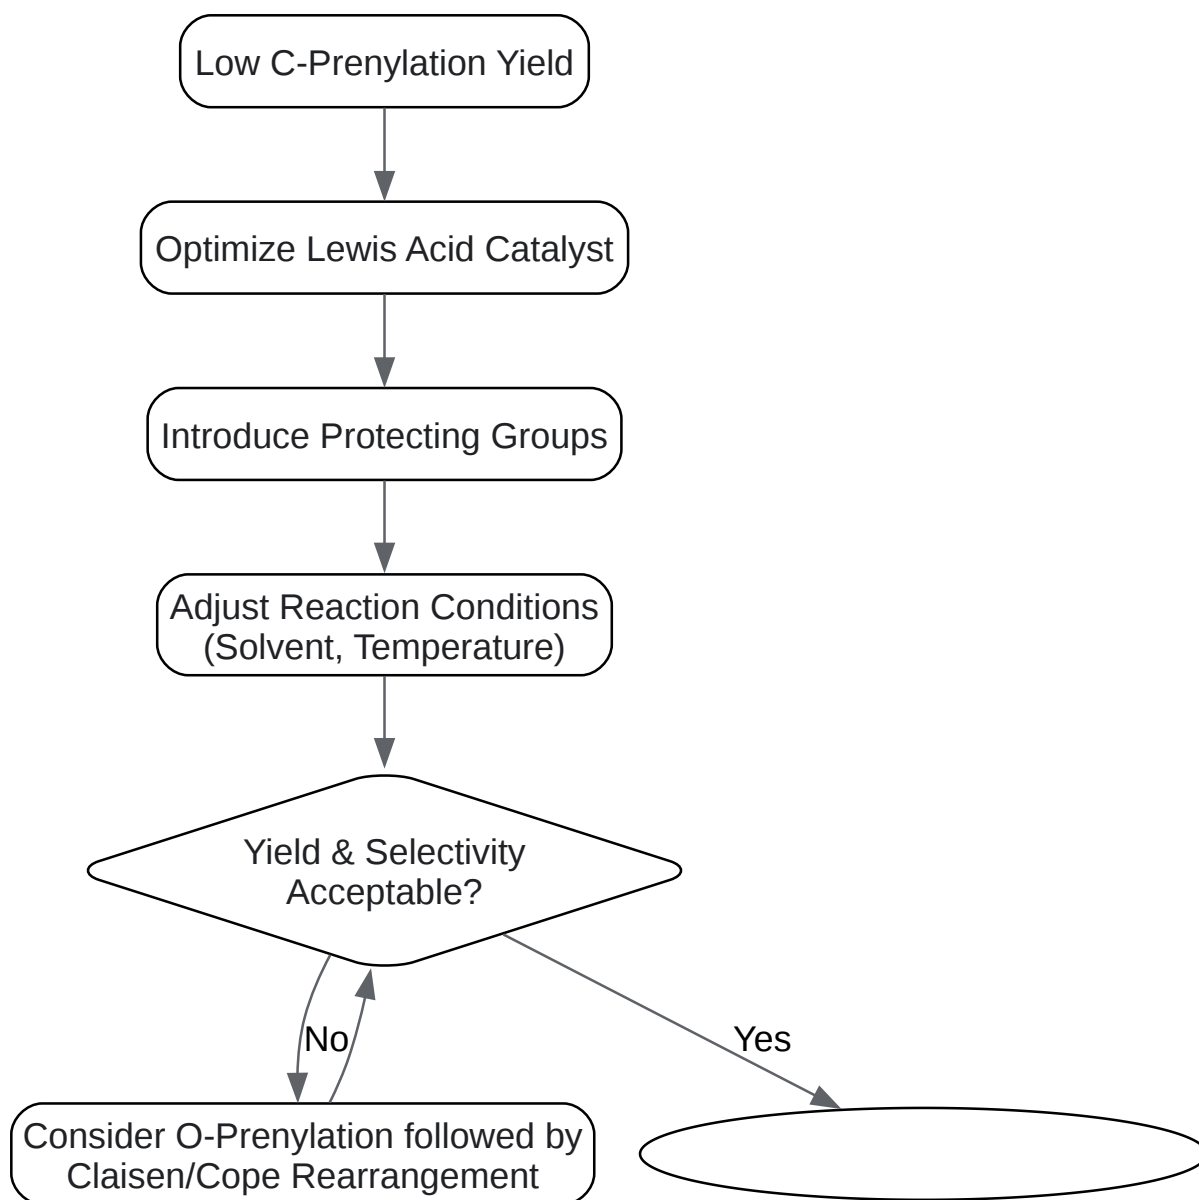 Low C-Prenylation Yield
Optimize Lewis Acid Catalyst
Introduce Protecting Groups
Adjust Reaction Conditions
(Solvent, Temperature)
Yield & Selectivity
Acceptable?
No
Yes
Consider O-Prenylation followed by
Claisen/Cope Rearrangement